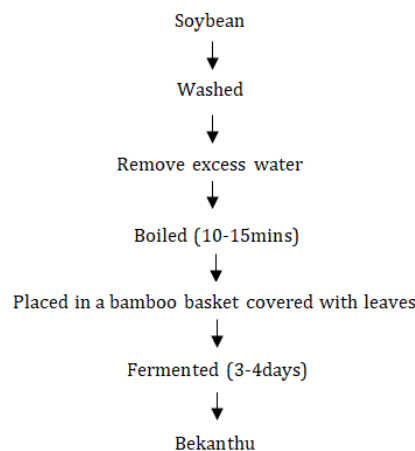 Soybean
Washed
Remove excess water
Boiled (10-15mins)
Placed in a bamboo basket covered with leaves
Fermented (3-4days)
Bekanthu